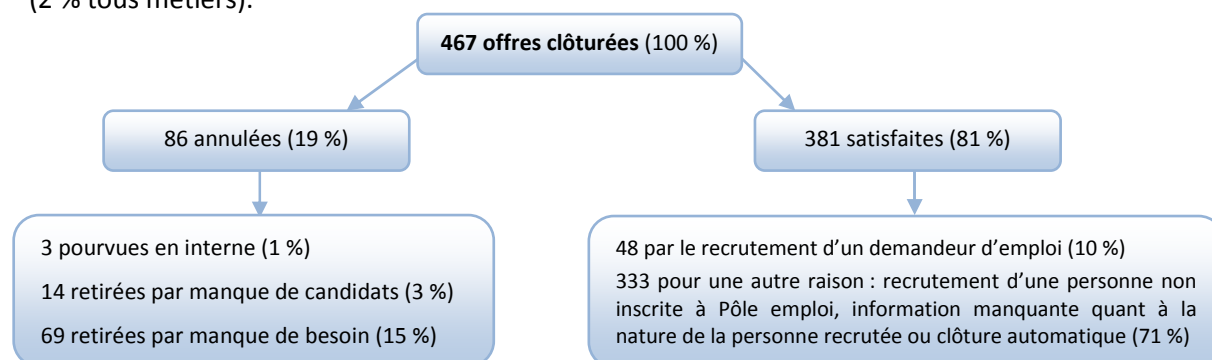 (2 % tous métiers).
467 offres clôturées (100 %)
86 annulées (19 %)
381 satisfaites (81 %)
3 pourvues en interne (1 %)
14 retirées par manque de candidats (3 %)
69 retirées par manque de besoin (15 %)
48 par le recrutement d’un demandeur d’emploi (10 %)
333 pour une autre raison : recrutement d’une personne non
inscrite à Pôle emploi, information manquante quant à la
nature de la personne recrutée ou clôture automatique (71 %)